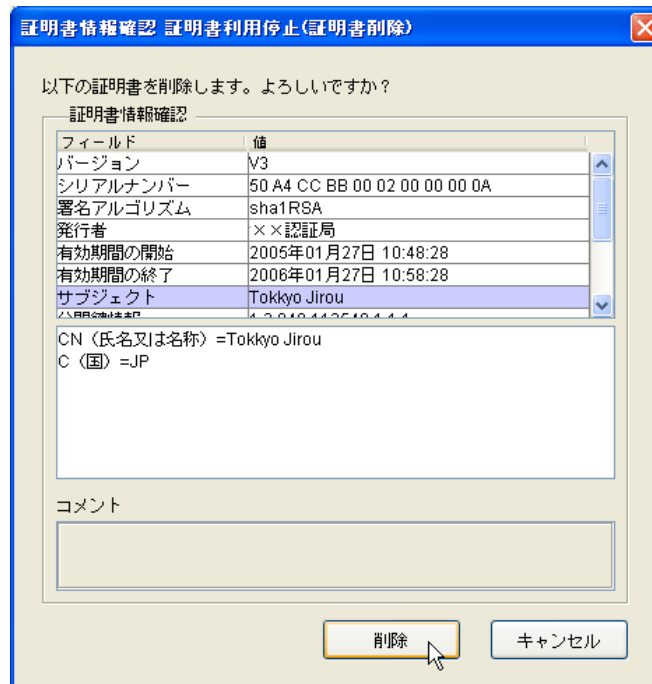 証明書情報確認 証明書利用停止(証明書削除)
以下の証明書を削除します。よろしいですか？
証明書情報確認
フィールド 値
バージョン V3
シリアルナンバー 50 A4 CC BB 00 02 00 00 00 0A
署名アルゴリズム sha1RSA
発行者 ××認証局
有効期間の開始 2005年01月27日 10:48:28
有効期間の終了 2006年01月27日 10:58:28
サブジェクト Tokkyo Jirou
CN（氏名又は名称）=Tokkyo Jirou
C（国）=JP
コメント
削除 キャンセル